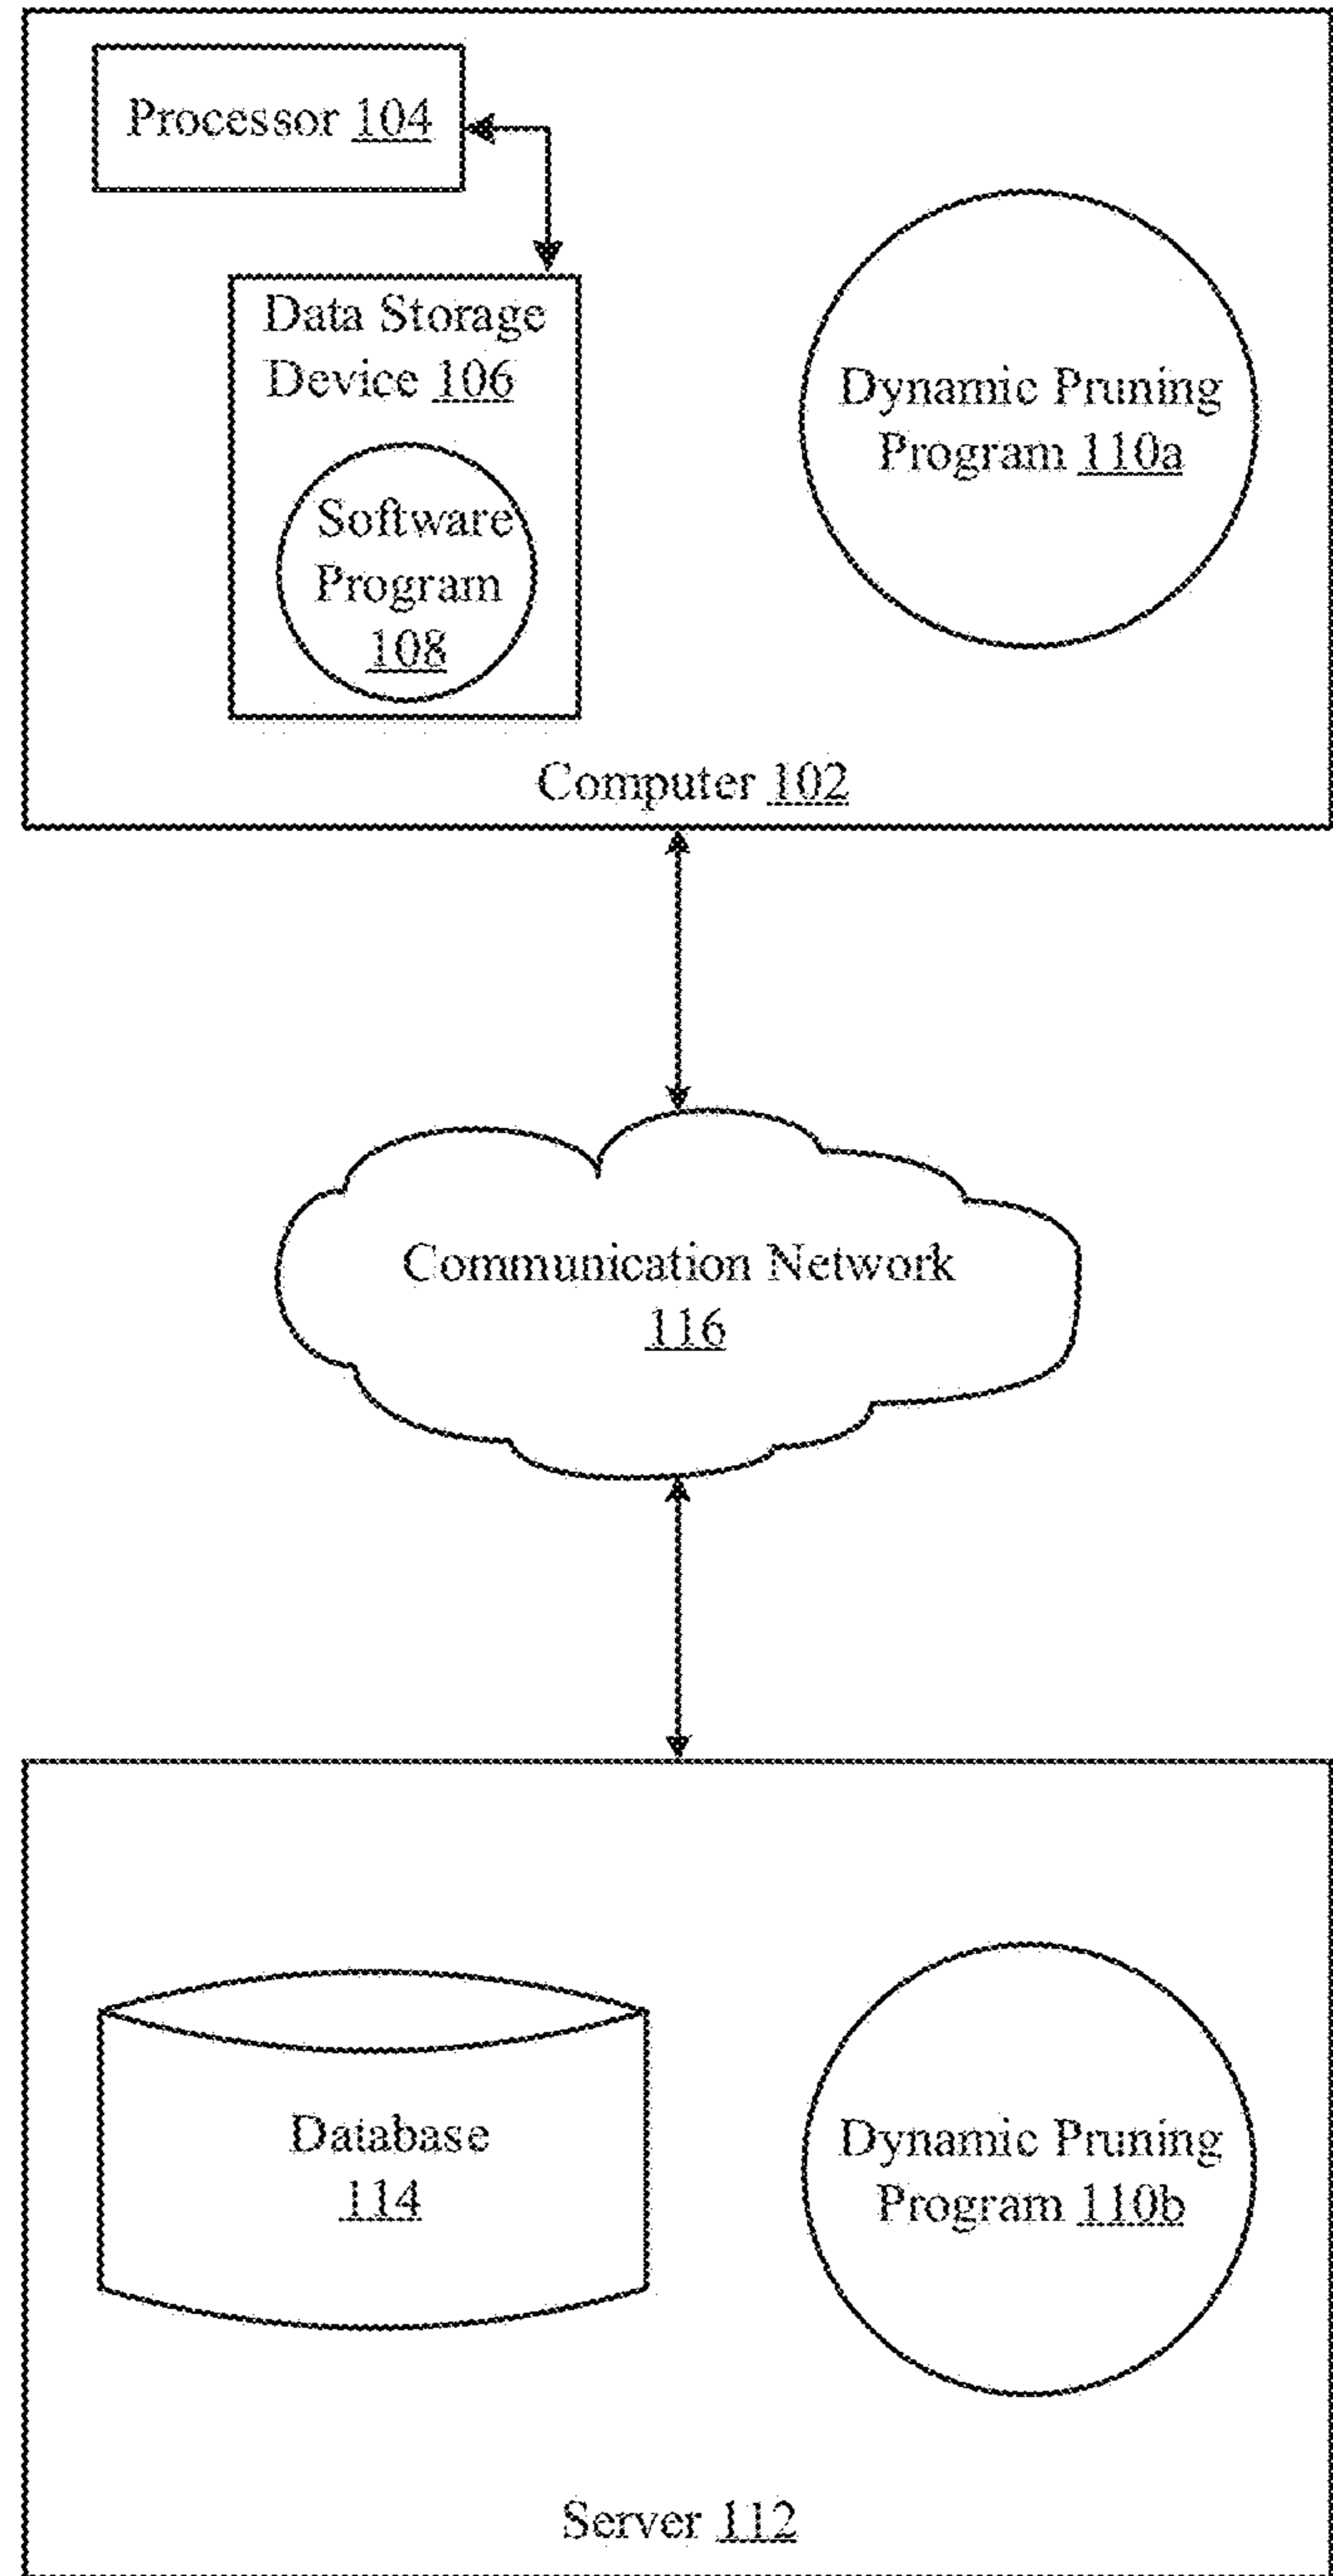 Processor 104
Data Storage
Device 106
Software
Program
108
Dynamic Pruning
Program 110a
Computer 102
Communication Network
116
Database
114
Dynamic Pruning
Program 110b
Server 112